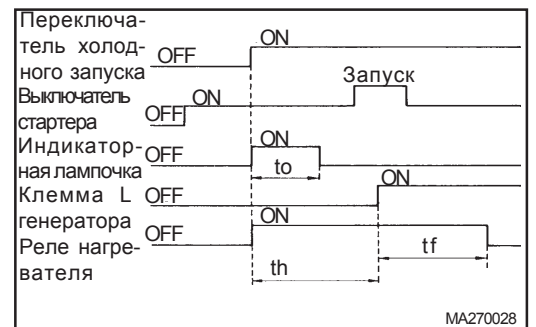 Переключа-
тель холод-
ного запуска
OFF
ON
Выключатель
стартера
OFF
ON
Запуск
Индикатор-
ная лампочка
OFF
ON
to
Клемма L
генератора
OFF
ON
Реле нагре-
вателя
OFF
ON
tf
th
MA270028